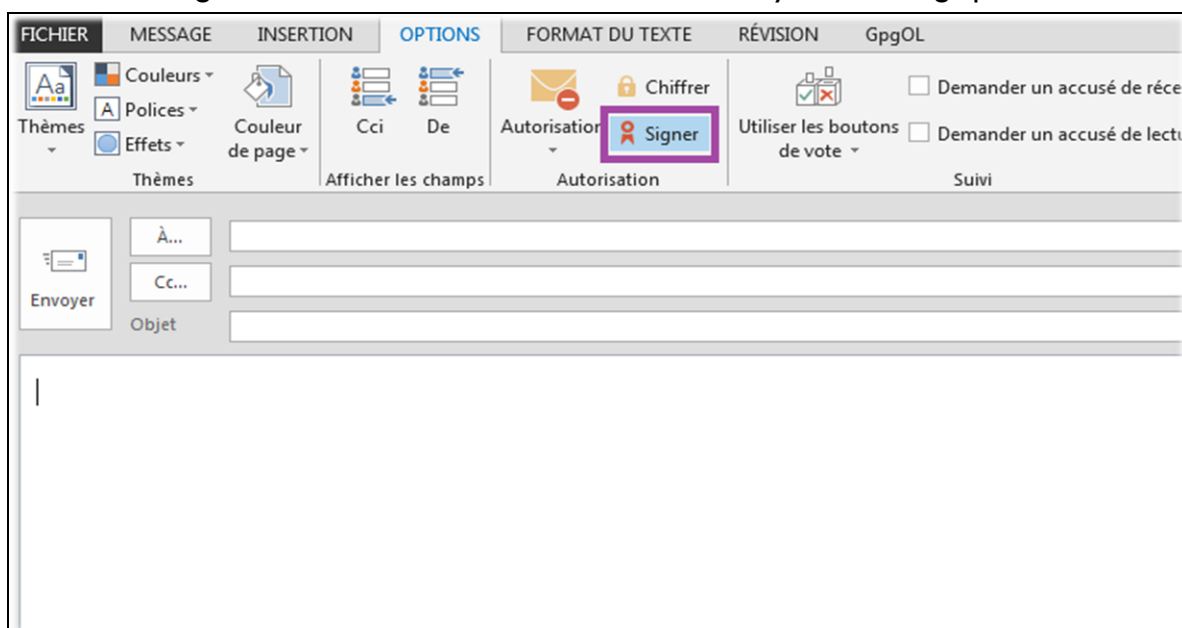 FICHIER MESSAGE INSERTION OPTIONS FORMAT DU TEXTE RÉVISION GpgOL
Aa Thèmes
Couleurs
A Polices
Effets
Couleur
de page
Thèmes
Cci De
Afficher les champs
Autorisation
Chiffrer
Signer
Autorisation
Utiliser les boutons
de vote
Demander un accusé de réce
Demander un accusé de lectu
Suivi
Envoyer
À...
Cc...
Objet